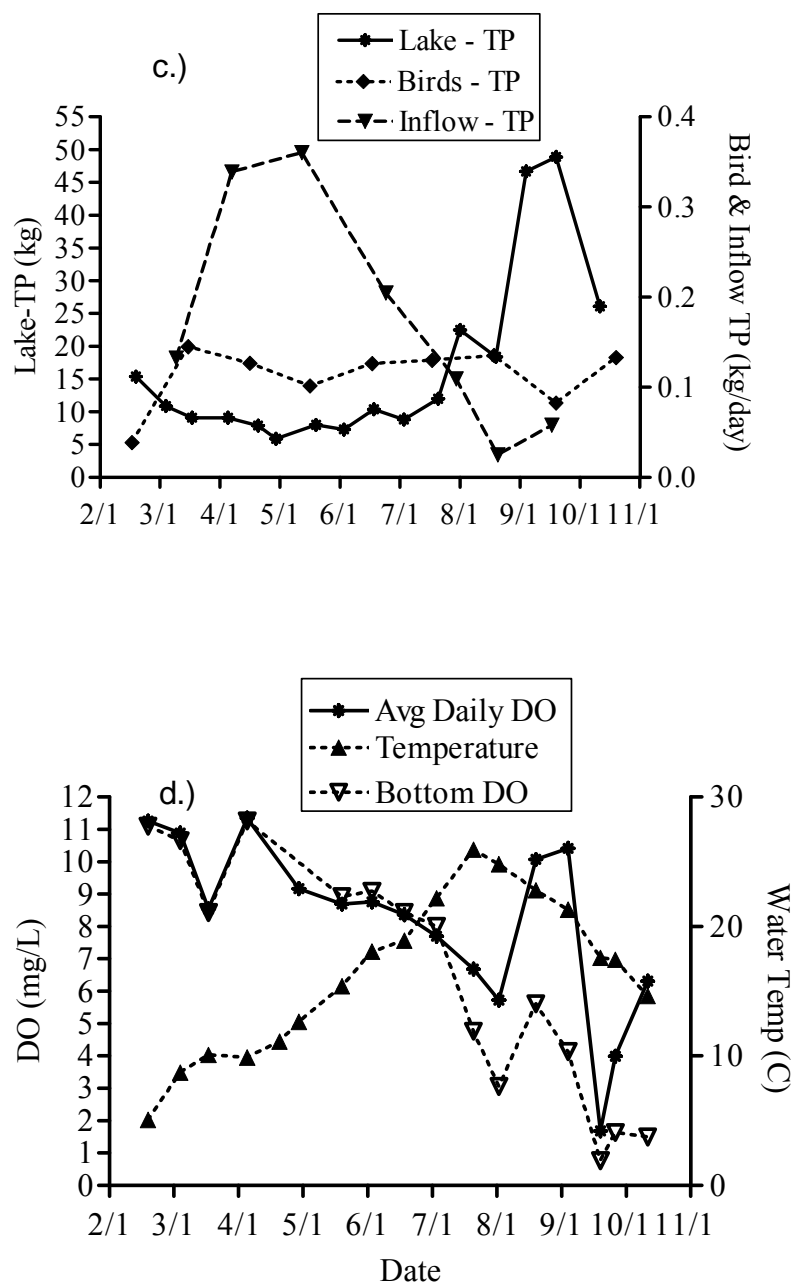 c.)
Lake - TP
Birds - TP
Inflow - TP
55
50
45
40
35
30
25
20
15
10
5
0
Lake-TP (kg)
0.4
0.3
0.2
0.1
0.0
Bird & Inflow TP (kg/day)
2/1 3/1 4/1 5/1 6/1 7/1 8/1 9/1 10/1 11/1
d.)
Avg Daily DO
Temperature
Bottom DO
12
11
10
9
8
7
6
5
4
3
2
1
0
DO (mg/L)
30
20
10
0
Water Temp (C)
2/1 3/1 4/1 5/1 6/1 7/1 8/1 9/1 10/1 11/1
Date